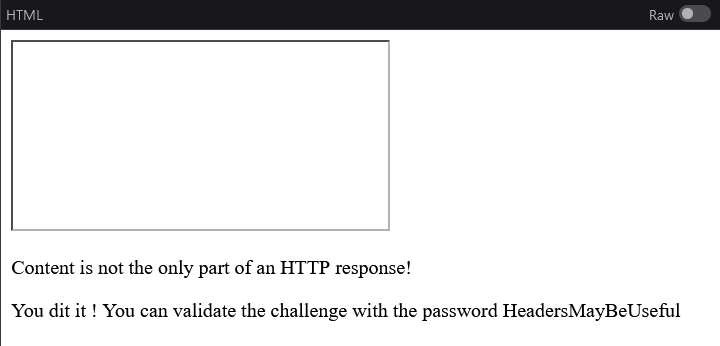 HTML
Raw
Content is not the only part of an HTTP response!
You dit it ! You can validate the challenge with the password HeadersMayBeUseful